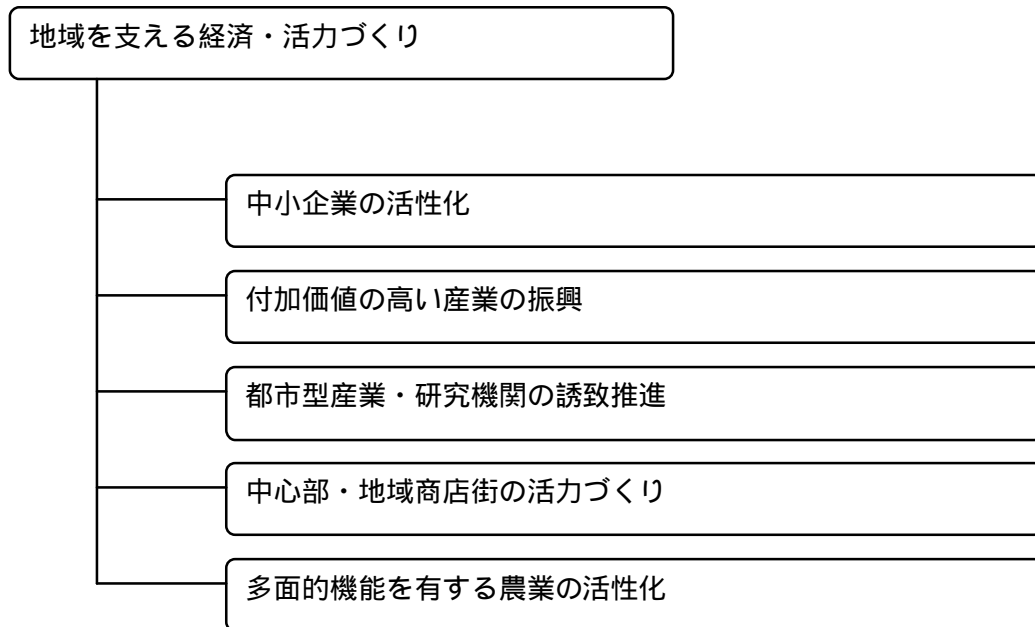 地域を支える経済・活力づくり
中小企業の活性化
付加価値の高い産業の振興
都市型産業・研究機関の誘致推進
中心部・地域商店街の活力づくり
多面的機能を有する農業の活性化